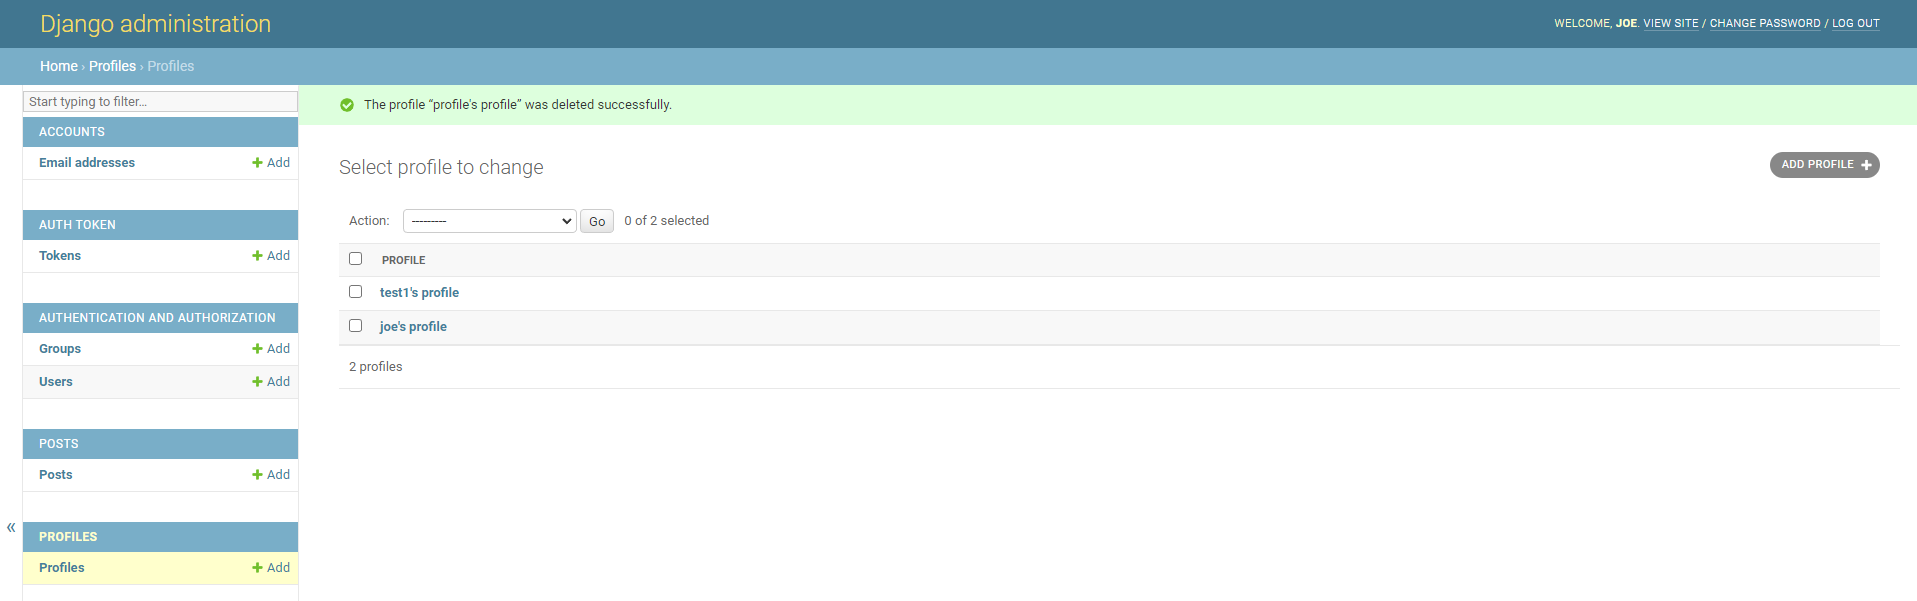 Django administration
WELCOME, JOE. VIEW SITE / CHANGE PASSWORD / LOG OUT
Home › Profiles › Profiles
Start typing to filter...
ACCOUNTS
Email addresses Add
AUTH TOKEN
Tokens Add
AUTHENTICATION AND AUTHORIZATION
Groups Add
Users Add
POSTS
Posts Add
«
PROFILES
Profiles Add
The profile “profile's profile” was deleted successfully.
Select profile to change
ADD PROFILE
Action: --------- Go 0 of 2 selected
PROFILE
test1's profile
joe's profile
2 profiles